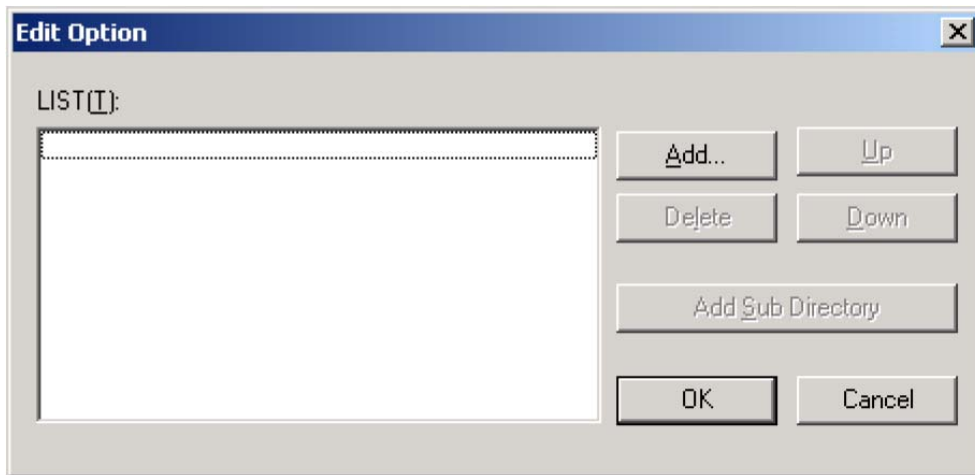 Edit Option
LIST(T):
Add...
Up
Delete
Down
Add Sub Directory
OK
Cancel